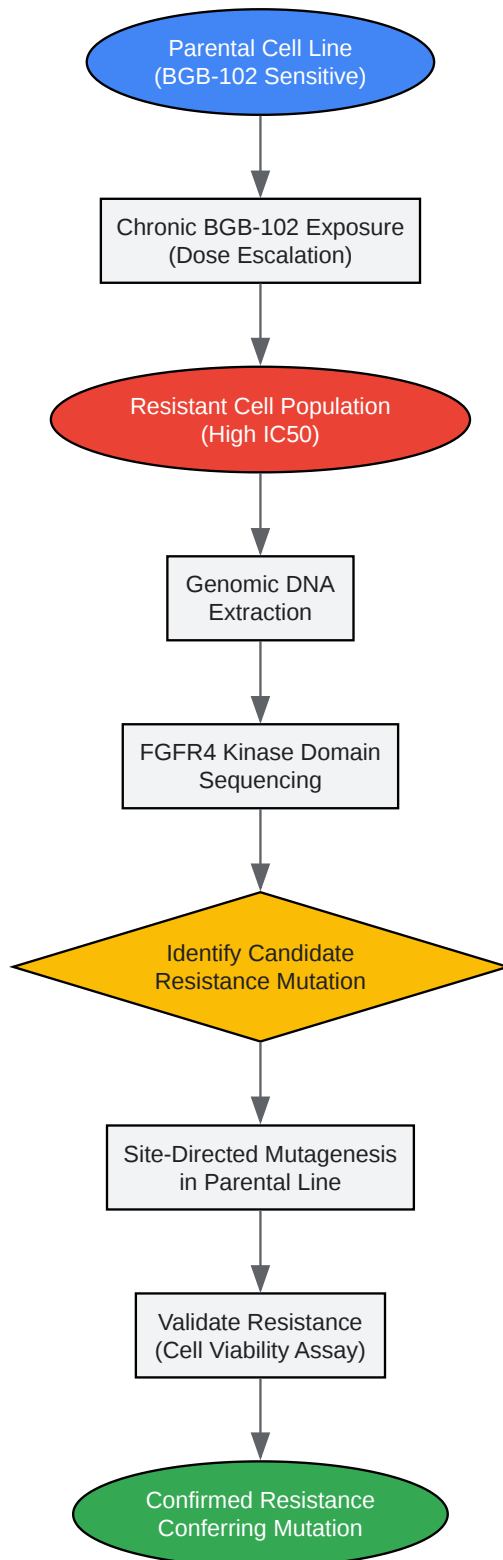 Parental Cell Line
(BGB-102 Sensitive)
Chronic BGB-102 Exposure
(Dose Escalation)
Resistant Cell Population
(High IC50)
Genomic DNA
Extraction
FGFR4 Kinase Domain
Sequencing
Identify Candidate
Resistance Mutation
Site-Directed Mutagenesis
in Parental Line
Validate Resistance
(Cell Viability Assay)
Confirmed Resistance
Conferring Mutation